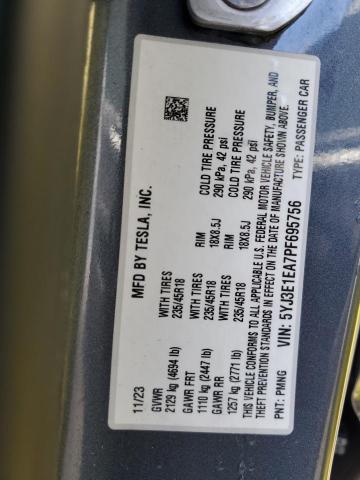 MFD BY TESLA, INC.
11/23
GVWR
2129 kg (4694 lb)
GAWR FRT
1110 kg (2447 lb)
WITH TIRES
235/45R18
RIM
18X8.5J
COLD TIRE PRESSURE
290 kPa, 42 psi
GAWR RR
1257 kg (2771 lb)
WITH TIRES
235/45R18
RIM
18X8.5J
COLD TIRE PRESSURE
290 kPa, 42 psi
THIS VEHICLE CONFORMS TO ALL APPLICABLE U.S. FEDERAL MOTOR VEHICLE SAFETY, BUMPER, AND
THEFT PREVENTION STANDARDS IN EFFECT ON THE DATE OF MANUFACTURE SHOWN ABOVE.
VIN: 5YJ3E1EA7PF695756
PNT: PMNG
TYPE: PASSENGER CAR